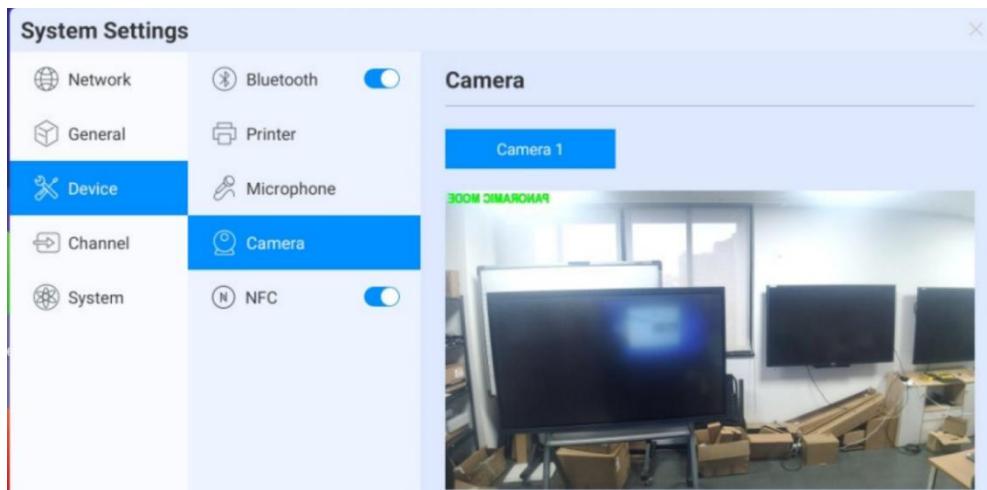 System Settings
Network
General
Device
Channel
System
Bluetooth
Printer
Microphone
Camera
N NFC
Camera
Camera 1
PANORAMIC MODE